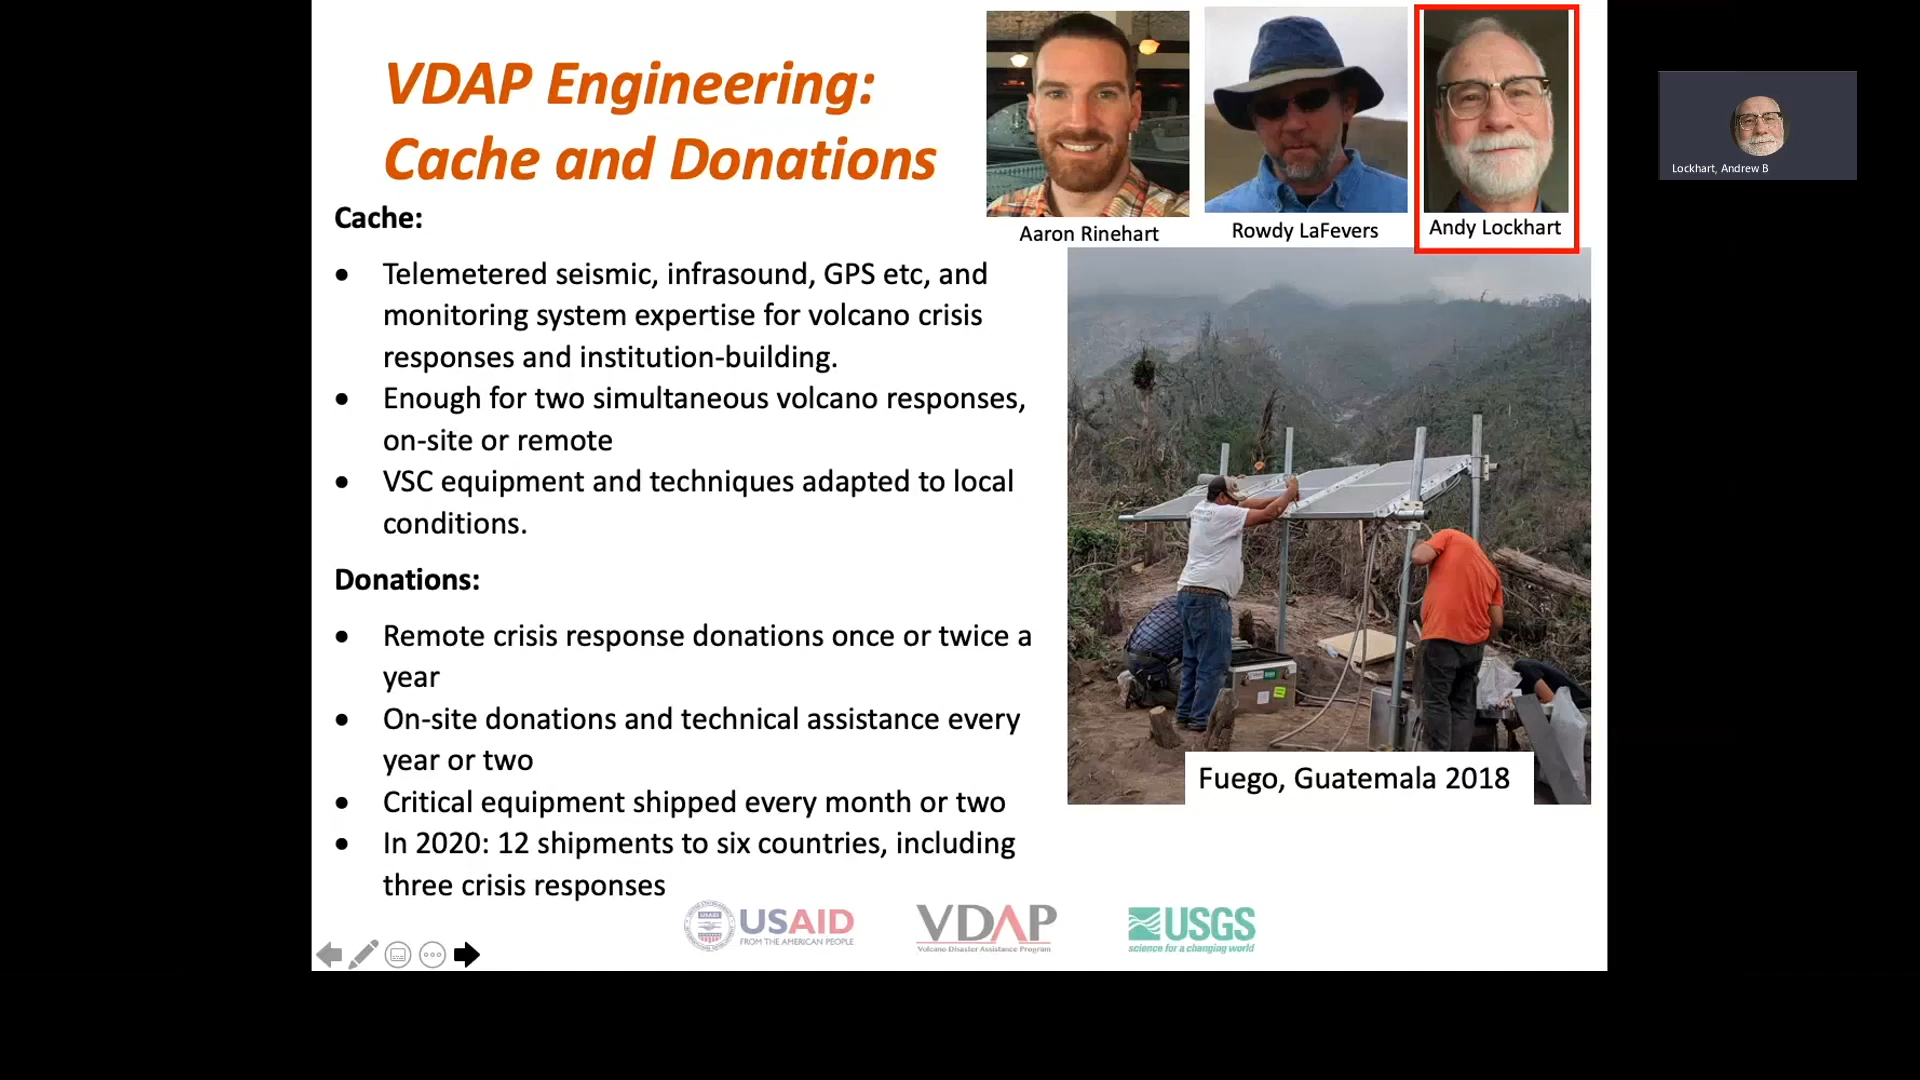 VDAP Engineering:
Cache and Donations
Aaron Rinehart
Rowdy LaFevers
Andy Lockhart
Lockhart, Andrew B
Cache:
• Telemetered seismic, infrasound, GPS etc, and
monitoring system expertise for volcano crisis
responses and institution-building.
• Enough for two simultaneous volcano responses,
on-site or remote
• VSC equipment and techniques adapted to local
conditions.
Donations:
• Remote crisis response donations once or twice a
year
• On-site donations and technical assistance every
year or two
• Critical equipment shipped every month or two
• In 2020: 12 shipments to six countries, including
three crisis responses
Fuego, Guatemala 2018
USAID
FROM THE AMERICAN PEOPLE
VDAP
Volcano Disaster Assistance Program
USGS
science for a changing world